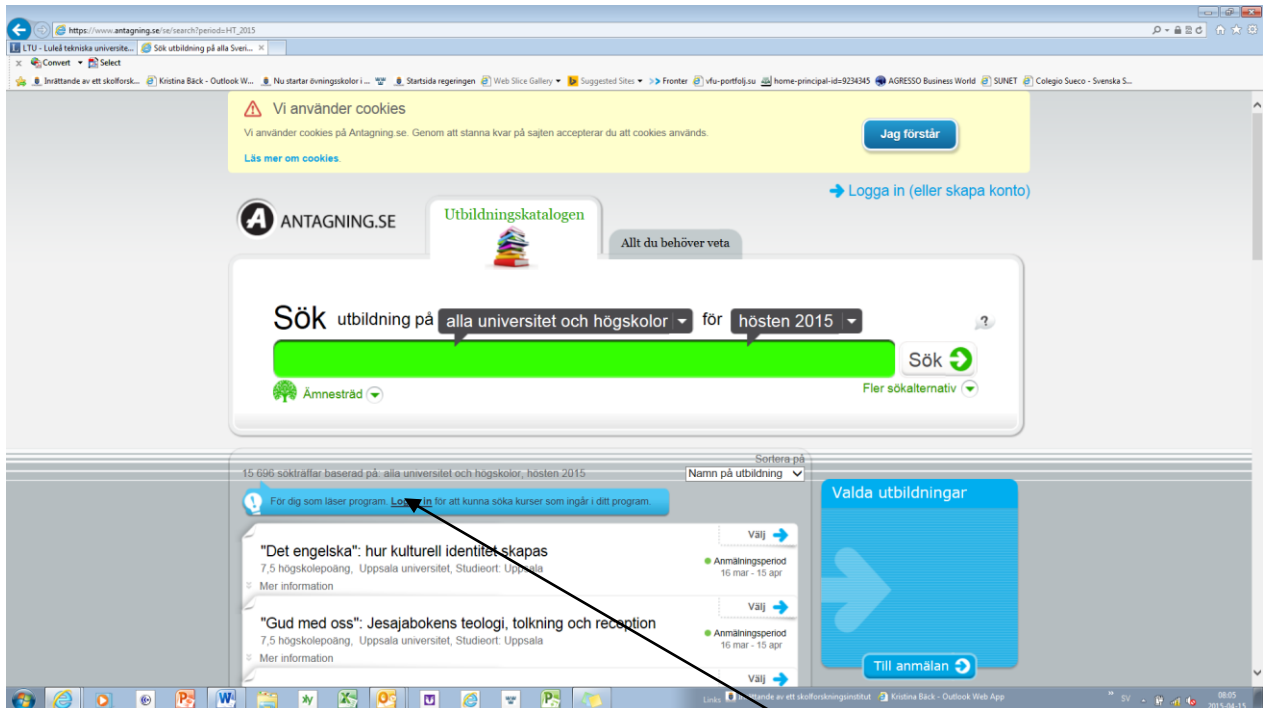 https://www.antagning.se/se/search?period=HT_2015
LTU - Luleå tekniska universite...
Sök utbildning på alla Sveri...
Convert
Select
Inrättande av ett skolforsk...
Kristina Bäck - Outlook W...
Nu startar övningsskolor i ...
Startsida regeringen
Web Slice Gallery
Suggested Sites
Fronter
vfu-portfolj.su
home-principal-id=9234345
AGRESSO Business World
SUNET
Colegio Sueco - Svenska S...
Vi använder cookies
Vi använder cookies på Antagning.se. Genom att stanna kvar på sajten accepterar du att cookies används.
Jag förstår
Läs mer om cookies.
Logga in (eller skapa konto)
ANTAGNING.SE
Utbildningskatalogen
Allt du behöver veta
Sök utbildning på alla universitet och högskolor för hösten 2015
?
Sök
Ämnesträd
Fler sökalternativ
Sortera på
15 696 sökträffar baserad på: alla universitet och högskolor, hösten 2015
Namn på utbildning
För dig som läser program. Logga in för att kunna söka kurser som ingår i ditt program.
Valda utbildningar
Välj
"Det engelska": hur kulturell identitet skapas
7,5 högskolepoäng, Uppsala universitet, Studieort: Uppsala
Anmälningsperiod
16 mar - 15 apr
Mer information
Välj
"Gud med oss": Jesajabokens teologi, tolkning och reception
7,5 högskolepoäng, Uppsala universitet, Studieort: Uppsala
Anmälningsperiod
16 mar - 15 apr
Mer information
Till anmälan
Välj
Links
Inrättande av ett skolforskningsinstitut
Kristina Bäck - Outlook Web App
SV
08:05
2015-04-15